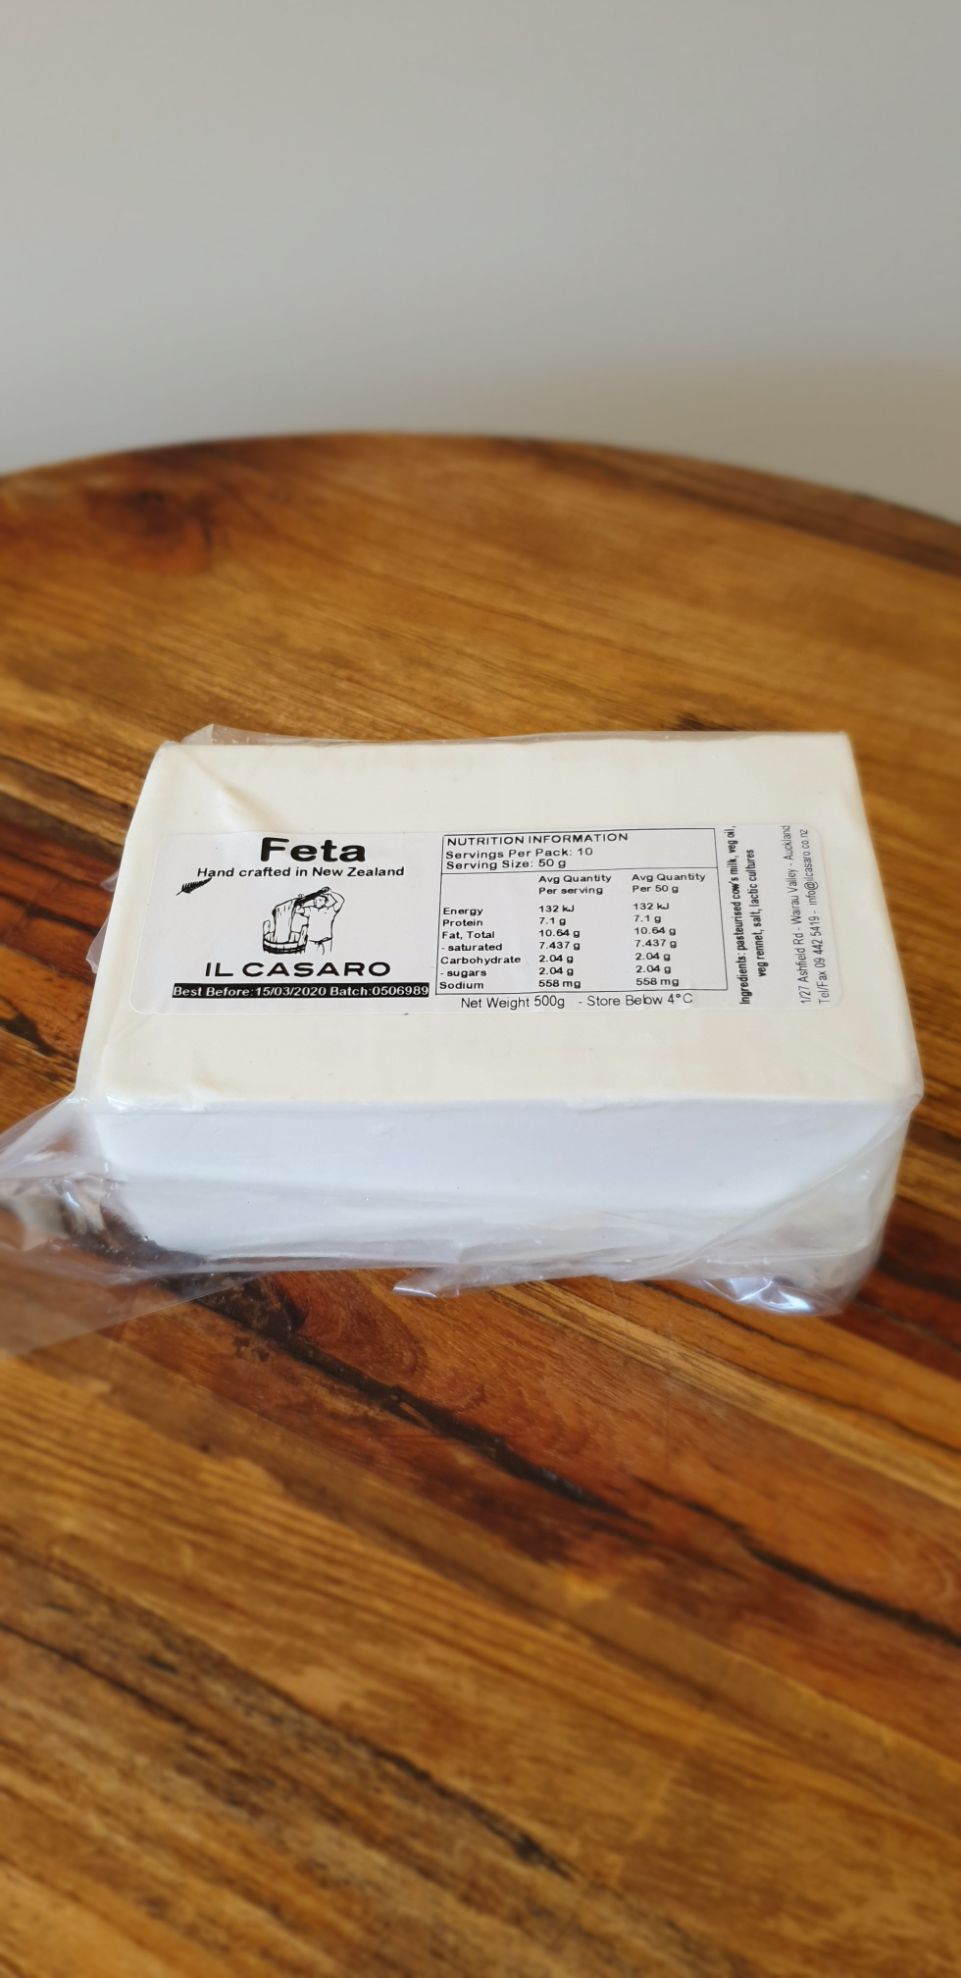 Feta
Hand crafted in New Zealand
IL CASARO
Best Before:15/03/2020 Batch:0506989
NUTRITION INFORMATION
Servings Per Pack: 10
Serving Size: 50 g
Avg Quantity Avg Quantity
Per serving Per 50 g
Energy 132 kJ 132 kJ
Protein 7.1 g 7.1 g
Fat, Total 10.64 g 10.64 g
- saturated 7.437 g 7.437 g
Carbohydrate 2.04 g 2.04 g
- sugars 2.04 g 2.04 g
Sodium 558 mg 558 mg
Net Weight 500g - Store Below 4°C
Ingredients: pasteurised cow's milk, veg oil,
veg rennet, salt, lactic cultures
1/27 Ashfield Rd - Wairau Valley - Auckland
Tel/Fax 09 442 5419 - info@ilcasaro.co.nz